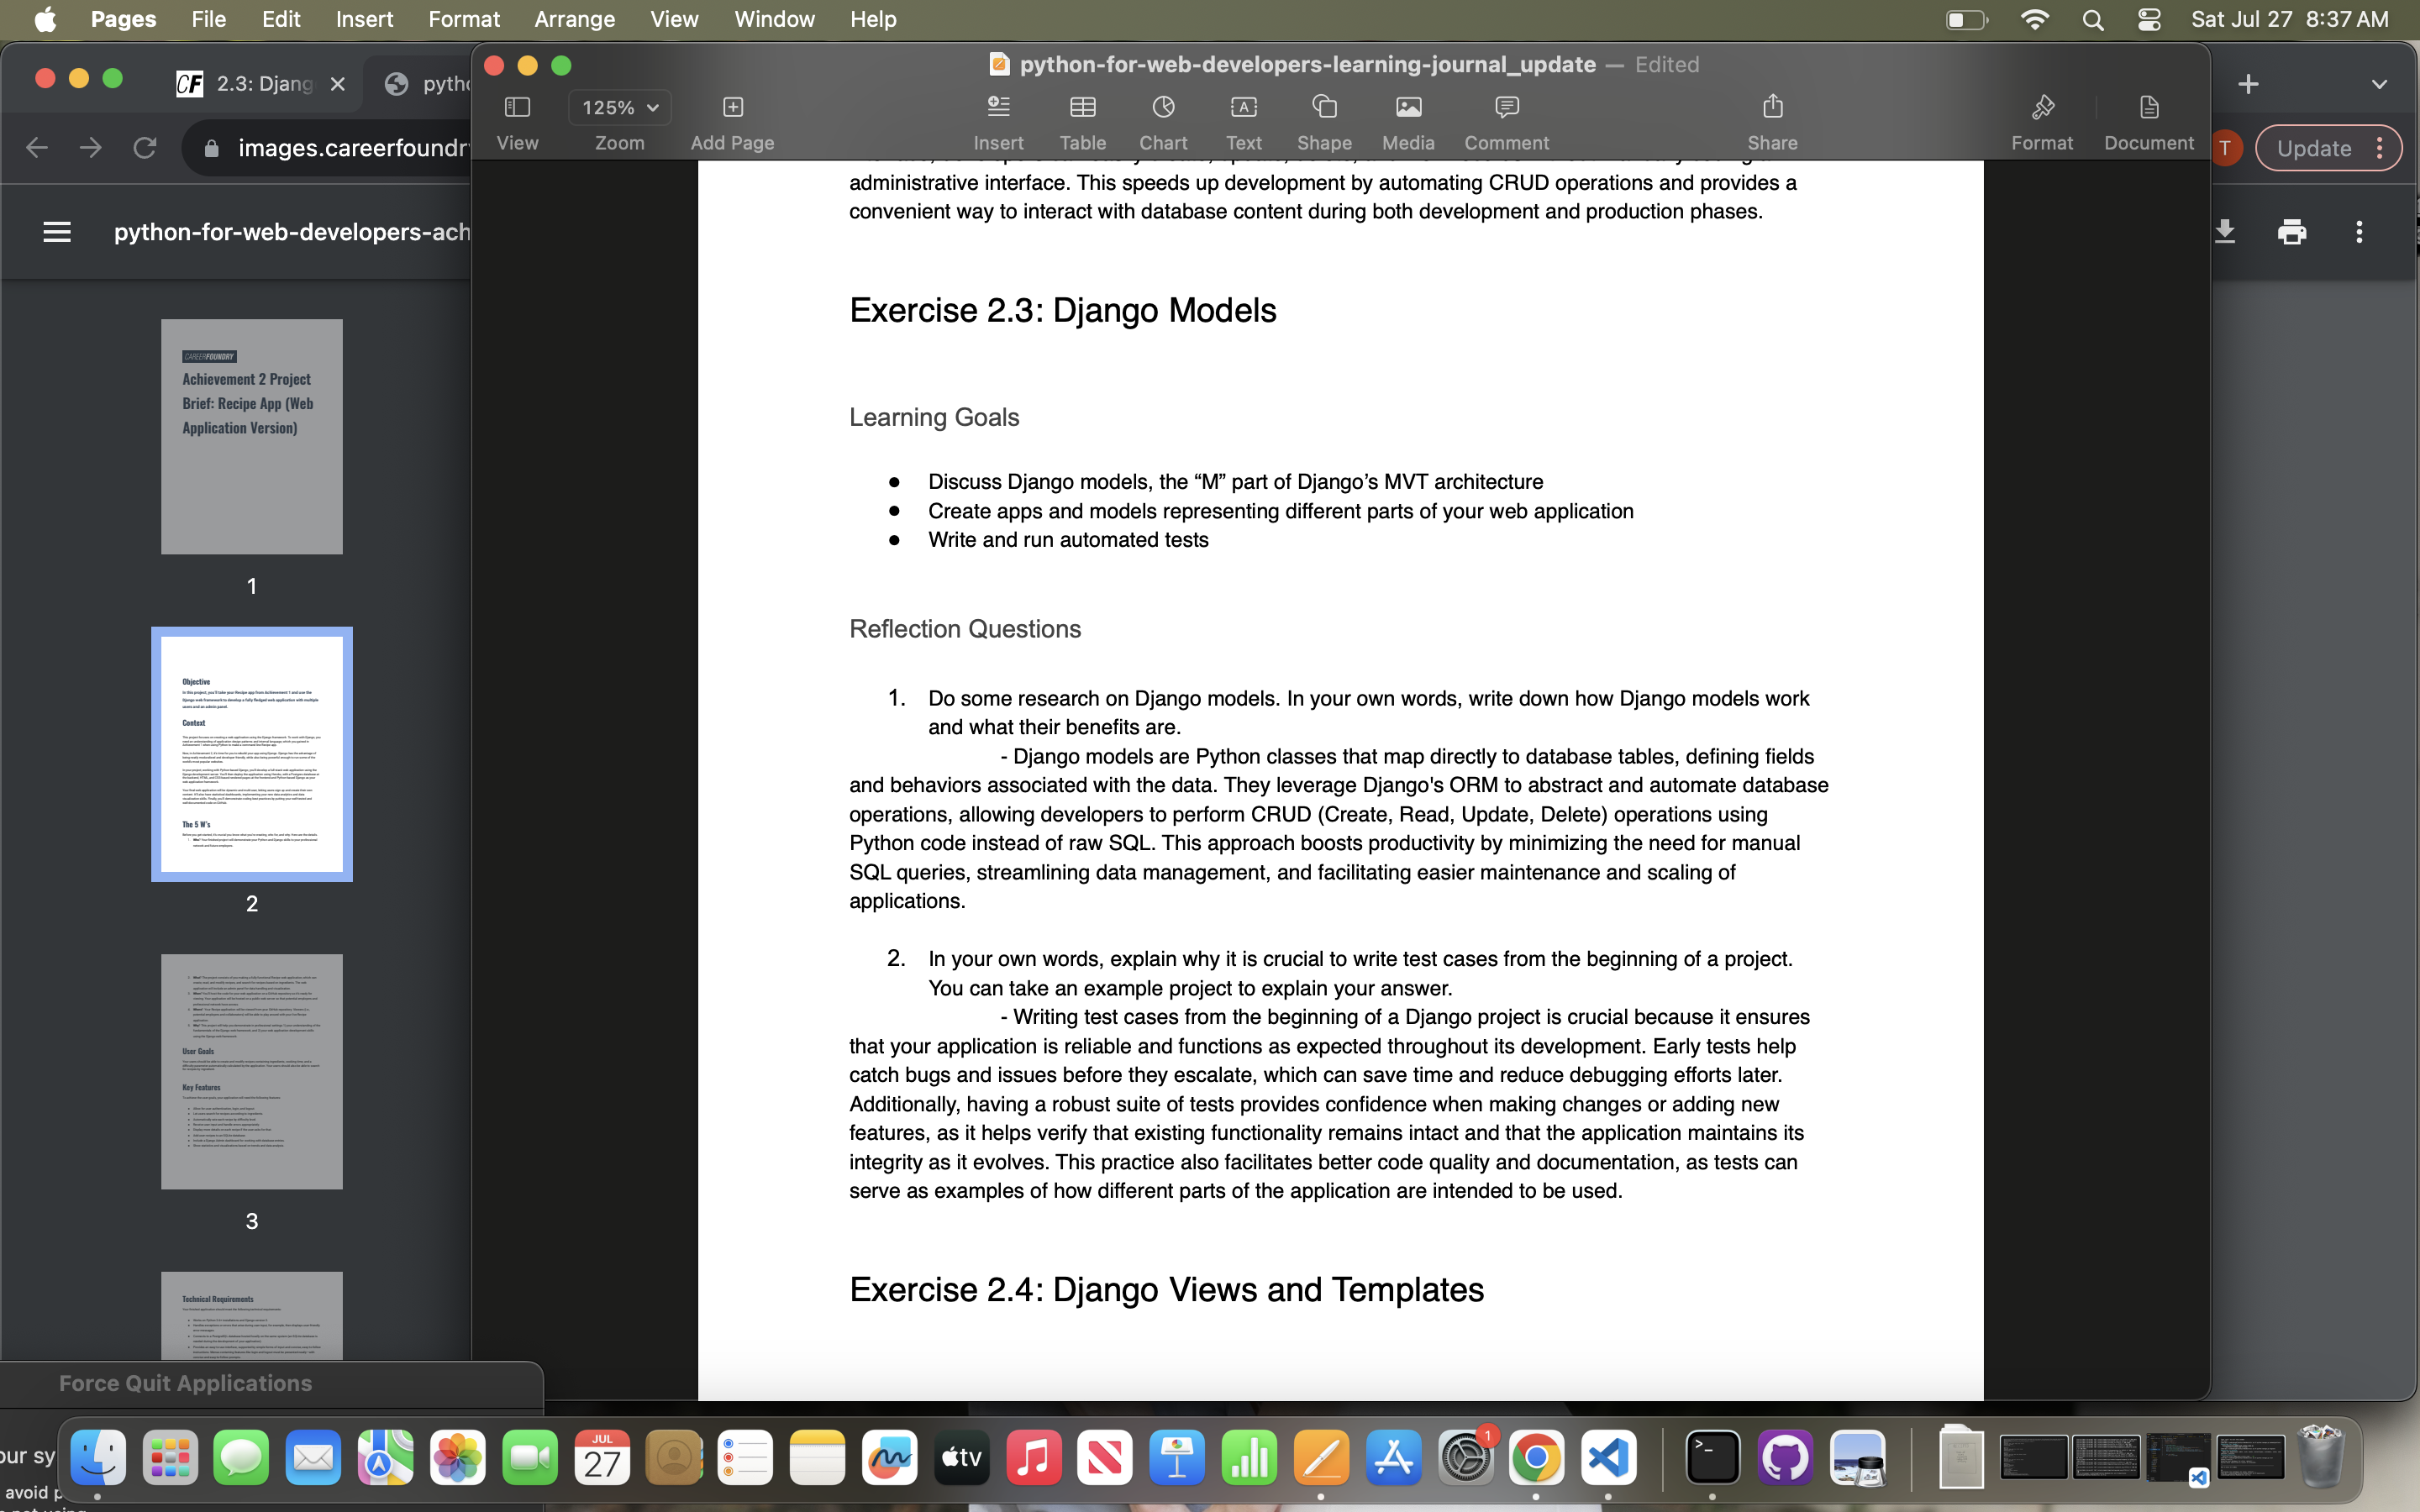 Pages File Edit Insert Format Arrange View Window Help
Sat Jul 27 8:37 AM
python-for-web-developers-learning-journal_update — Edited
CF 2.3: Djang
125%
View Zoom Add Page Insert Table Chart Text Shape Media Comment Share Format Document
images.careerfoundr
T Update
python-for-web-developers-ach
CAREERFOUNDRY
Achievement 2 Project
Brief: Recipe App (Web
Application Version)
1
Objective
Context
The 5 W's
2
User Goals
Key Features
3
Technical Requirements
administrative interface. This speeds up development by automating CRUD operations and provides a
convenient way to interact with database content during both development and production phases.
Exercise 2.3: Django Models
Learning Goals
● Discuss Django models, the “M” part of Django’s MVT architecture
● Create apps and models representing different parts of your web application
● Write and run automated tests
Reflection Questions
1. Do some research on Django models. In your own words, write down how Django models work
and what their benefits are.
- Django models are Python classes that map directly to database tables, defining fields
and behaviors associated with the data. They leverage Django's ORM to abstract and automate database
operations, allowing developers to perform CRUD (Create, Read, Update, Delete) operations using
Python code instead of raw SQL. This approach boosts productivity by minimizing the need for manual
SQL queries, streamlining data management, and facilitating easier maintenance and scaling of
applications.
2. In your own words, explain why it is crucial to write test cases from the beginning of a project.
You can take an example project to explain your answer.
- Writing test cases from the beginning of a Django project is crucial because it ensures
that your application is reliable and functions as expected throughout its development. Early tests help
catch bugs and issues before they escalate, which can save time and reduce debugging efforts later.
Additionally, having a robust suite of tests provides confidence when making changes or adding new
features, as it helps verify that existing functionality remains intact and that the application maintains its
integrity as it evolves. This practice also facilitates better code quality and documentation, as tests can
serve as examples of how different parts of the application are intended to be used.
Exercise 2.4: Django Views and Templates
Force Quit Applications
our sy
avoid p
JUL
27
tv
1